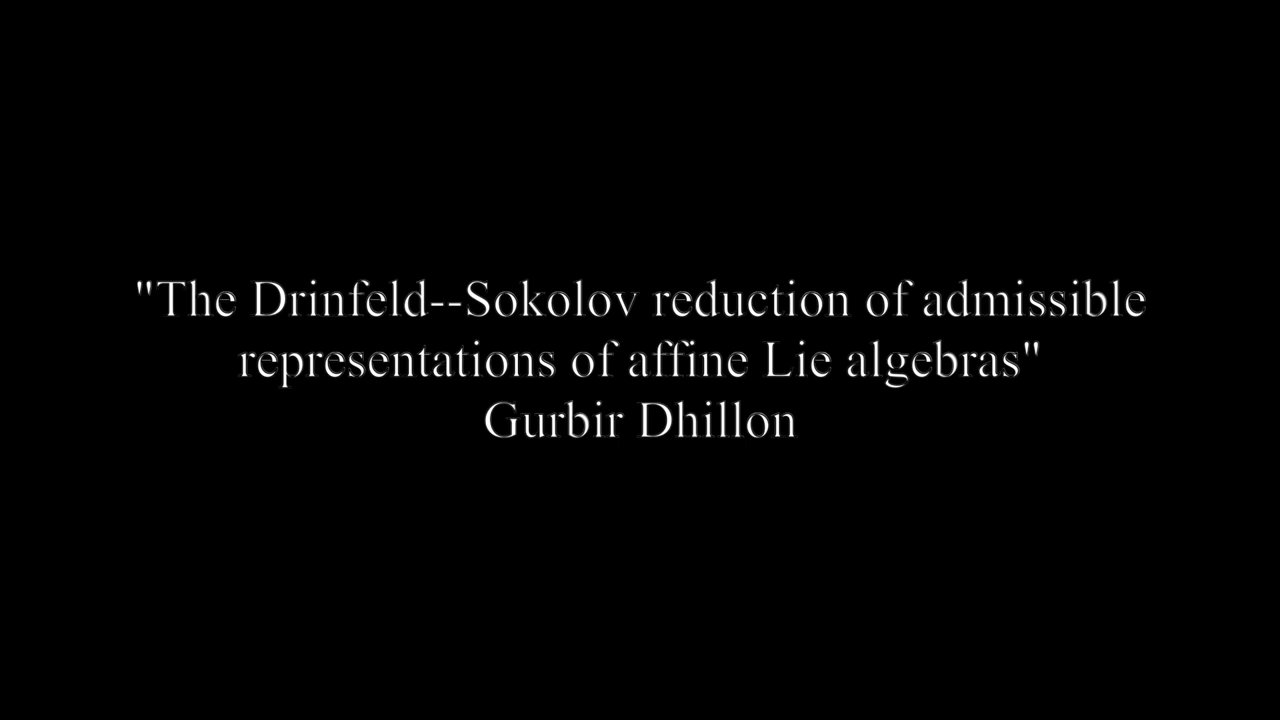 "The Drinfeld--Sokolov reduction of admissible
representations of affine Lie algebras"
Gurbir Dhillon